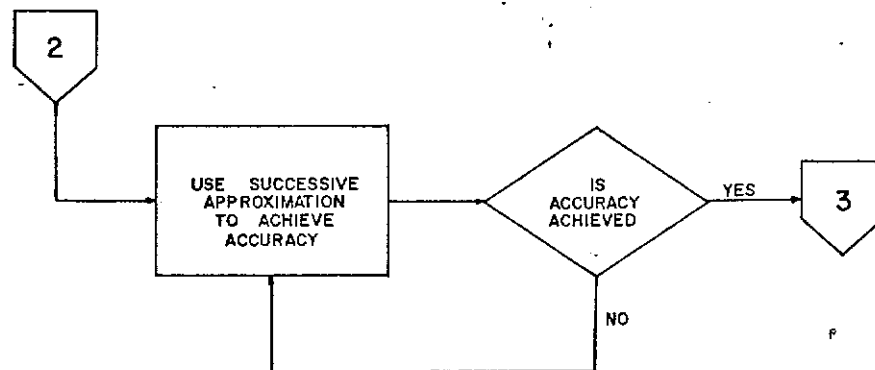 2
USE SUCCESSIVE
APPROXIMATION
TO ACHIEVE
ACCURACY
IS
ACCURACY
ACHIEVED
YES
3
NO